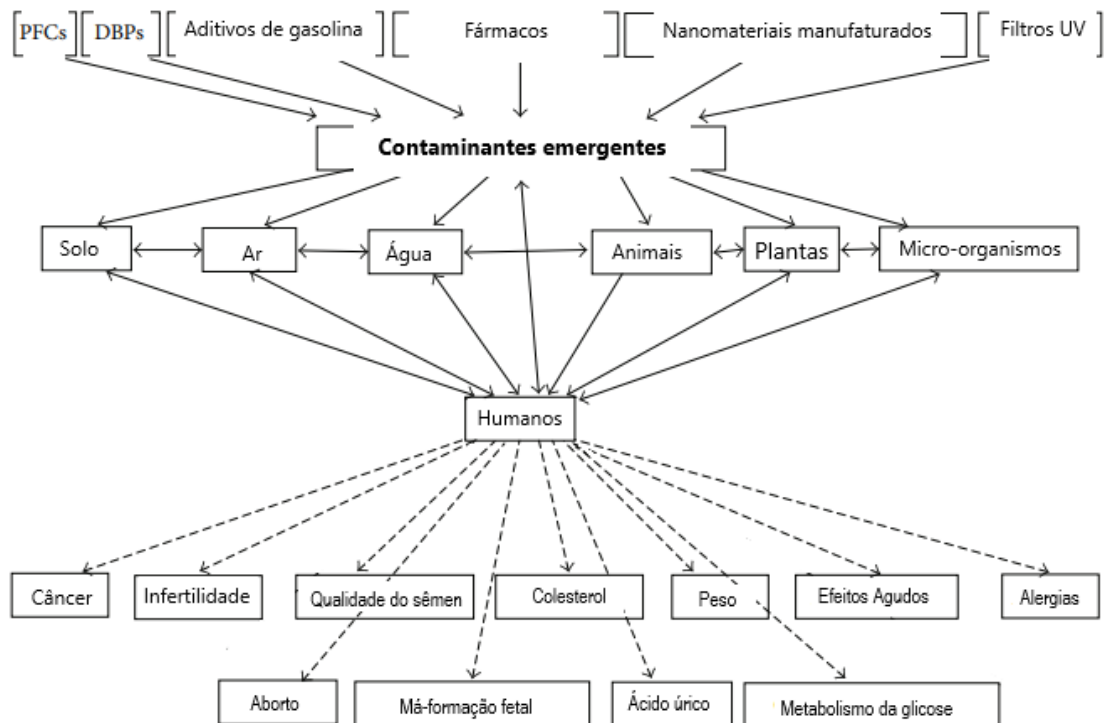 PFCs DBPs Aditivos de gasolina Fármacos Nanomateriais manufaturados Filtros UV
Contaminantes emergentes
Solo Ar Água Animais Plantas Micro-organismos
Humanos
Câncer Infertilidade Qualidade do sêmen Colesterol Peso Efeitos Agudos Alergias
Aborto Má-formação fetal Ácido úrico Metabolismo da glicose